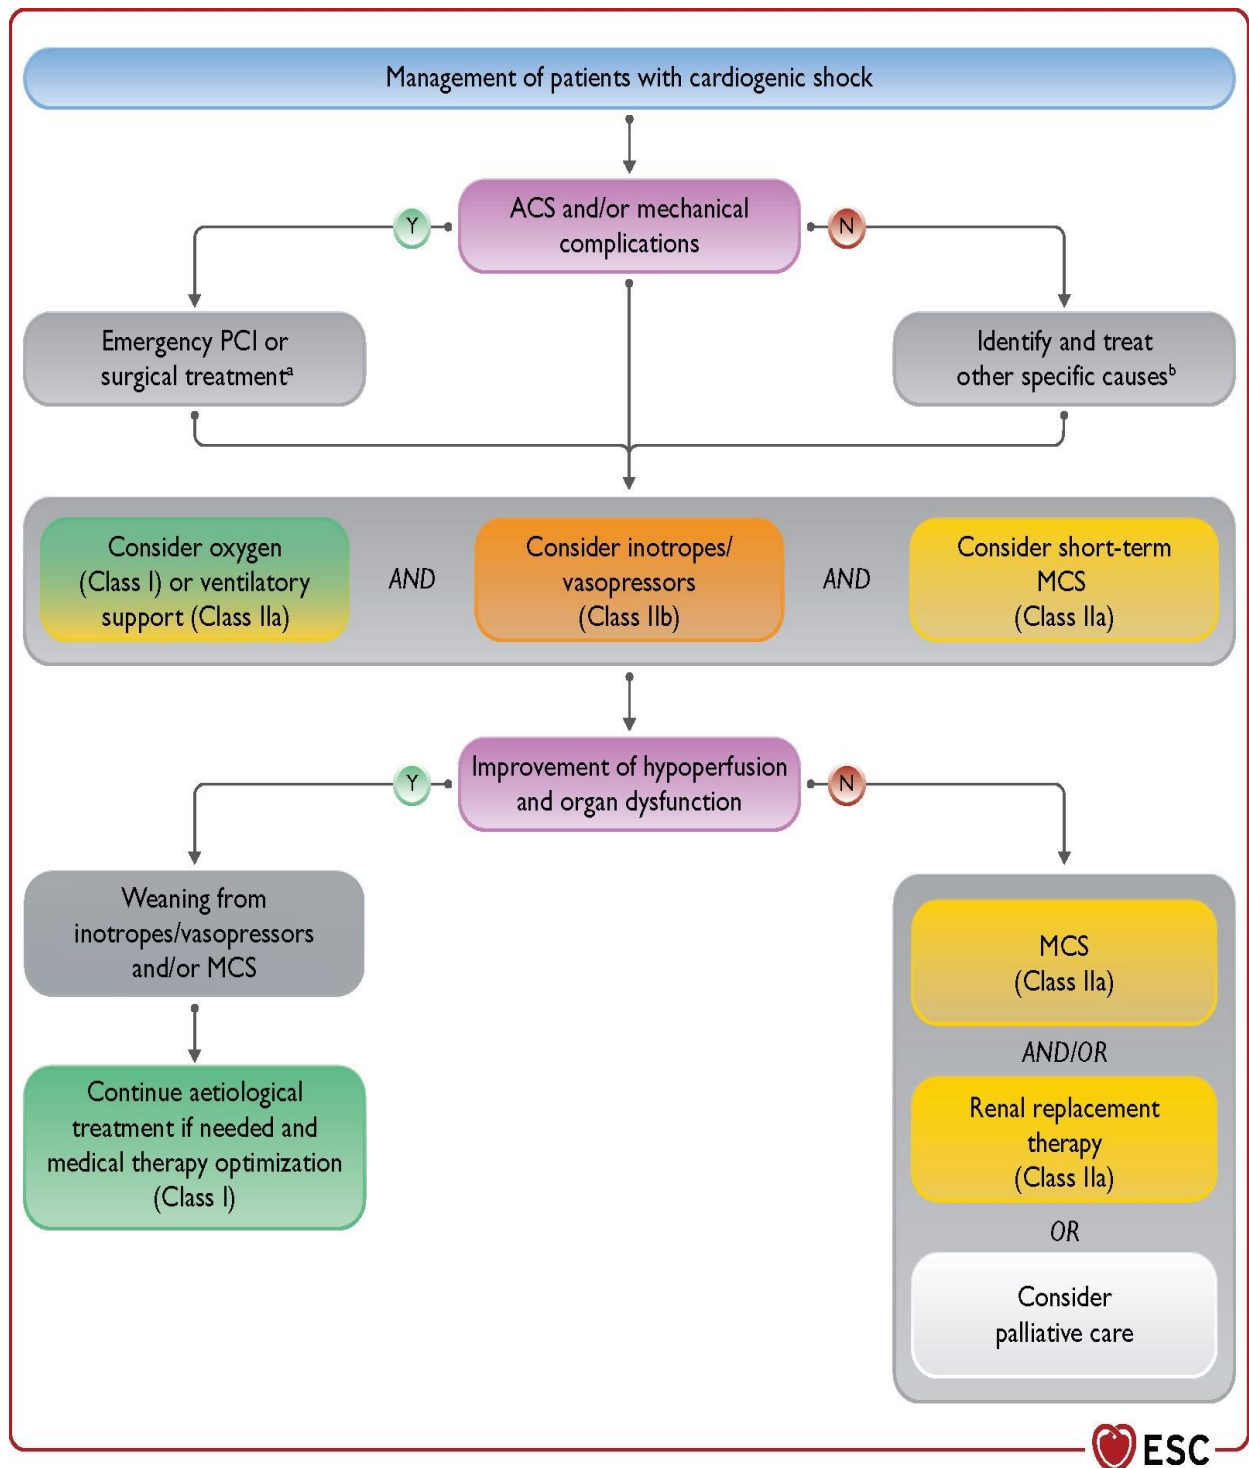 Management of patients with cardiogenic shock
ACS and/or mechanical
complications
Y
N
Emergency PCI or
surgical treatmentᵃ
Identify and treat
other specific causesᵇ
Consider oxygen
(Class I) or ventilatory
support (Class IIa)
AND
Consider inotropes/
vasopressors
(Class IIb)
AND
Consider short-term
MCS
(Class IIa)
Improvement of hypoperfusion
and organ dysfunction
Y
N
Weaning from
inotropes/vasopressors
and/or MCS
Continue aetiological
treatment if needed and
medical therapy optimization
(Class I)
MCS
(Class IIa)
AND/OR
Renal replacement
therapy
(Class IIa)
OR
Consider
palliative care
ESC